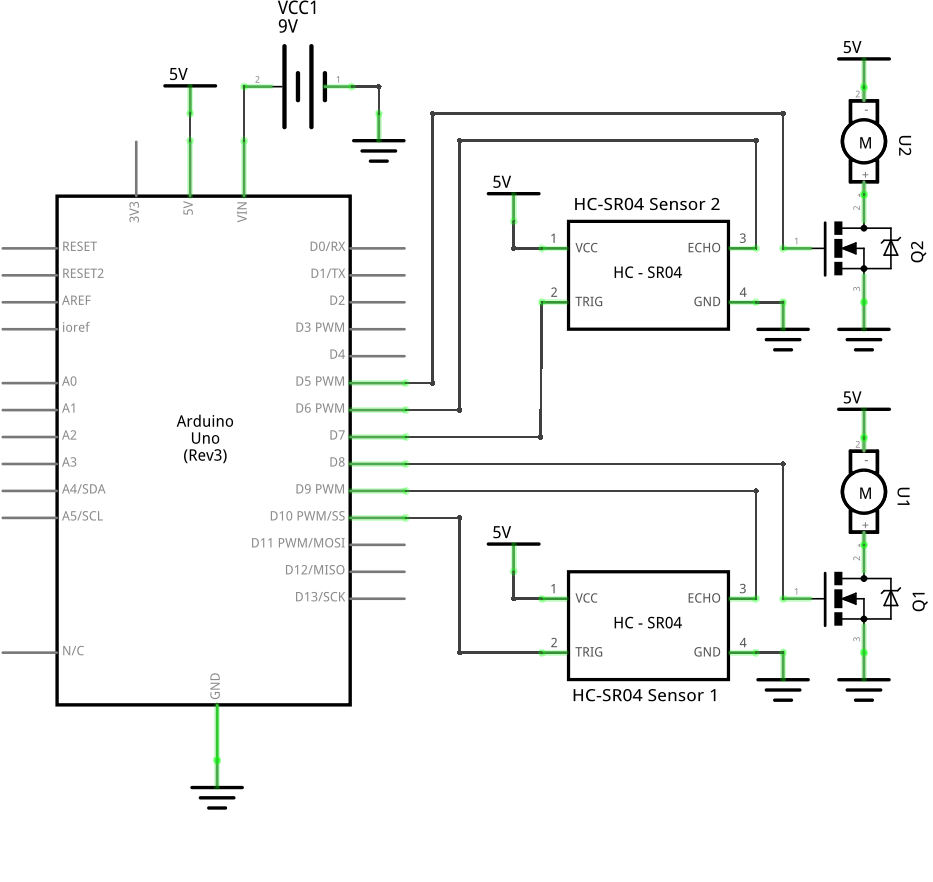 VCC1
9V
5V
2
1
3V3
5V
VIN
RESET
RESET2
AREF
ioref
A0
A1
A2
A3
A4/SDA
A5/SCL
N/C
Arduino
Uno
(Rev3)
D0/RX
D1/TX
D2
D3 PWM
D4
D5 PWM
D6 PWM
D7
D8
D9 PWM
D10 PWM/SS
D11 PWM/MOSI
D12/MISO
D13/SCK
GND
5V
HC-SR04 Sensor 2
1
VCC
ECHO
3
HC - SR04
2
TRIG
GND
4
5V
2
-
M
+
U2
2
1
3
Q2
5V
1
VCC
ECHO
3
HC - SR04
2
TRIG
GND
4
HC-SR04 Sensor 1
5V
2
-
M
+
U1
2
1
3
Q1